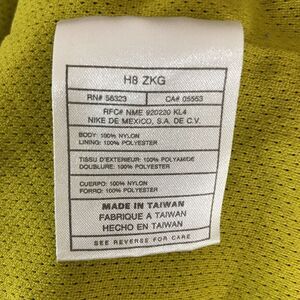 H8 ZKG
RN# 56323 CA# 05553
RFC# NME 920220 KL4
NIKE DE MEXICO, S.A. DE C.V.
BODY: 100% NYLON
LINING: 100% POLYESTER
TISSU D'EXTERIEUR: 100% POLYAMIDE
DOUBLURE: 100% POLYESTER
CUERPO: 100% NYLON
FORRO: 100% POLYESTER
MADE IN TAIWAN
FABRIQUE A TAIWAN
HECHO EN TAIWAN
SEE REVERSE FOR CARE